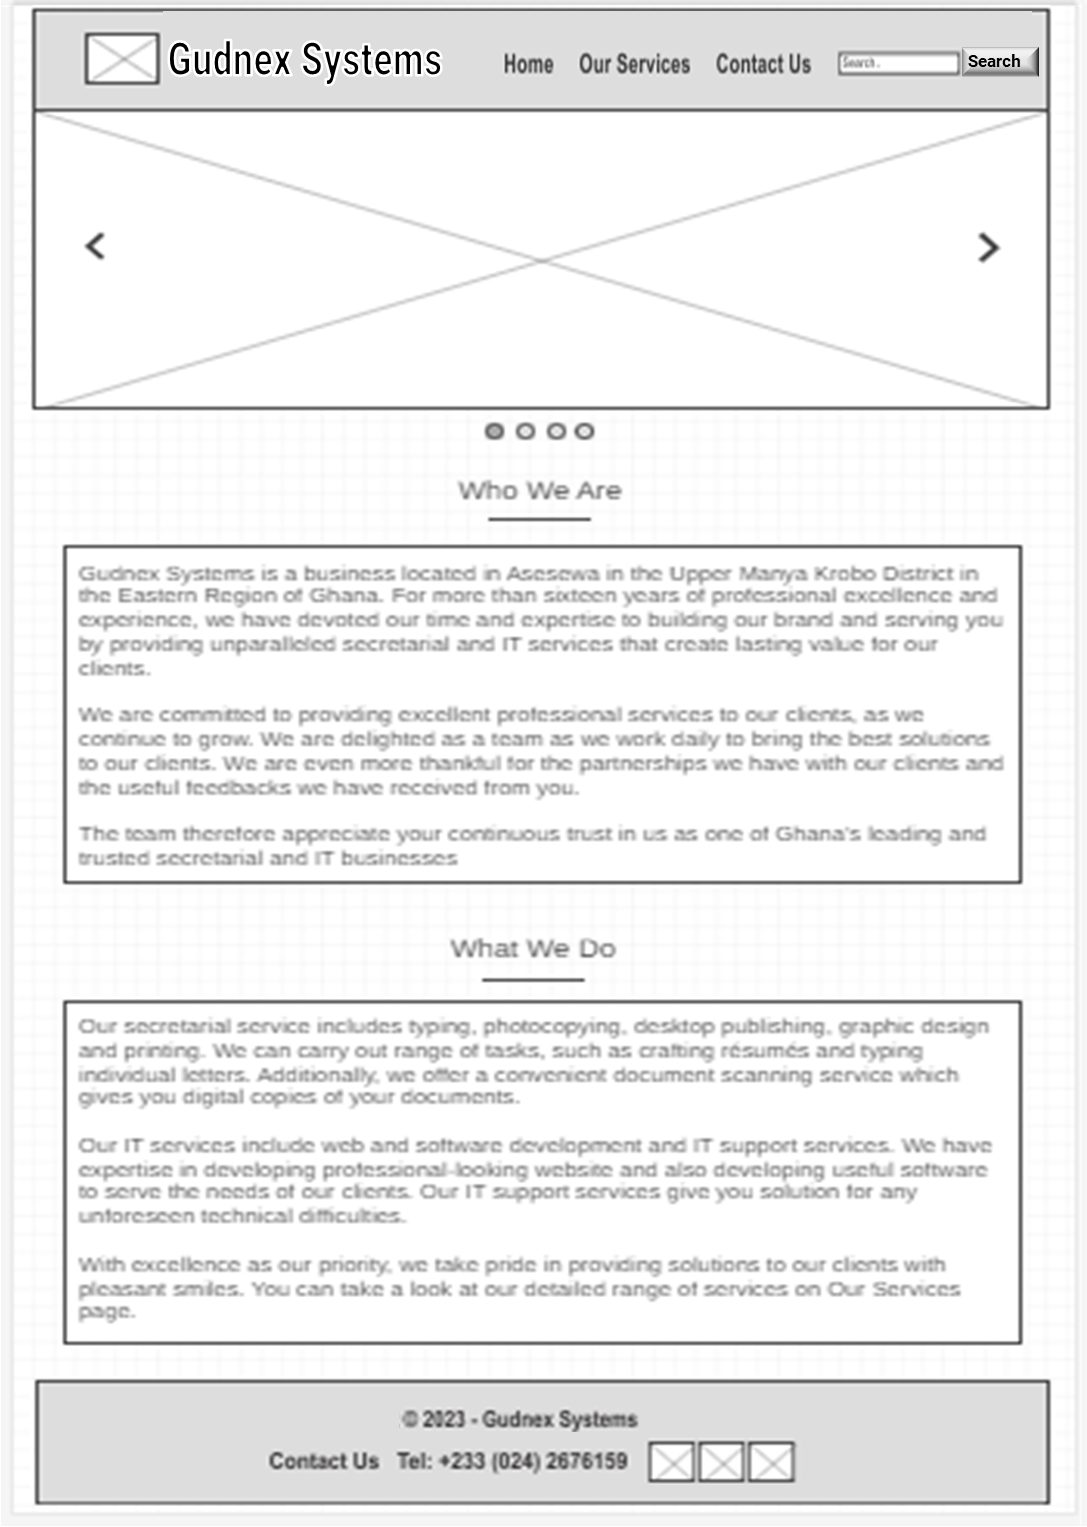 Gudnex Systems
Home Our Services Contact Us Search. Search
Who We Are
Gudnex Systems is a business located in Asesewa in the Upper Manya Krobo District in
the Eastern Region of Ghana. For more than sixteen years of professional excellence and
experience, we have devoted our time and expertise to building our brand and serving you
by providing unparalleled secretarial and IT services that create lasting value for our
clients.
We are committed to providing excellent professional services to our clients, as we
continue to grow. We are delighted as a team as we work daily to bring the best solutions
to our clients. We are even more thankful for the partnerships we have with our clients and
the useful feedbacks we have received from you.
The team therefore appreciate your continuous trust in us as one of Ghana's leading and
trusted secretarial and IT businesses
What We Do
Our secretarial service includes typing, photocopying, desktop publishing, graphic design
and printing. We can carry out range of tasks, such as crafting résumés and typing
individual letters. Additionally, we offer a convenient document scanning service which
gives you digital copies of your documents.
Our IT services include web and software development and IT support services. We have
expertise in developing professional-looking website and also developing useful software
to serve the needs of our clients. Our IT support services give you solution for any
unforeseen technical difficulties.
With excellence as our priority, we take pride in providing solutions to our clients with
pleasant smiles. You can take a look at our detailed range of services on Our Services
page.
© 2023 - Gudnex Systems
Contact Us Tel: +233 (024) 2676159